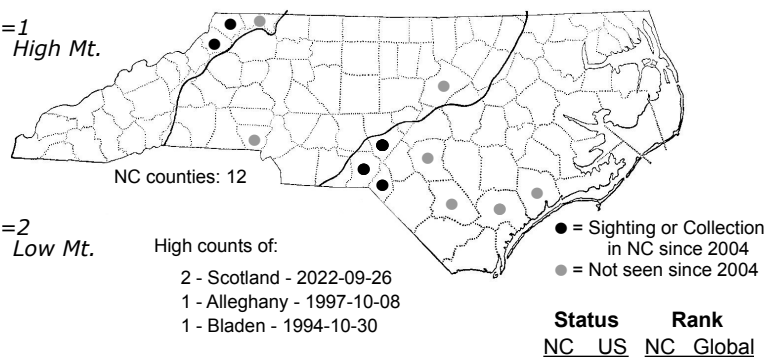 =1
High Mt.
NC counties: 12
=2
Low Mt.
High counts of:
2 - Scotland - 2022-09-26
1 - Alleghany - 1997-10-08
1 - Bladen - 1994-10-30
● = Sighting or Collection
in NC since 2004
● = Not seen since 2004
Status Rank
NC US NC Global